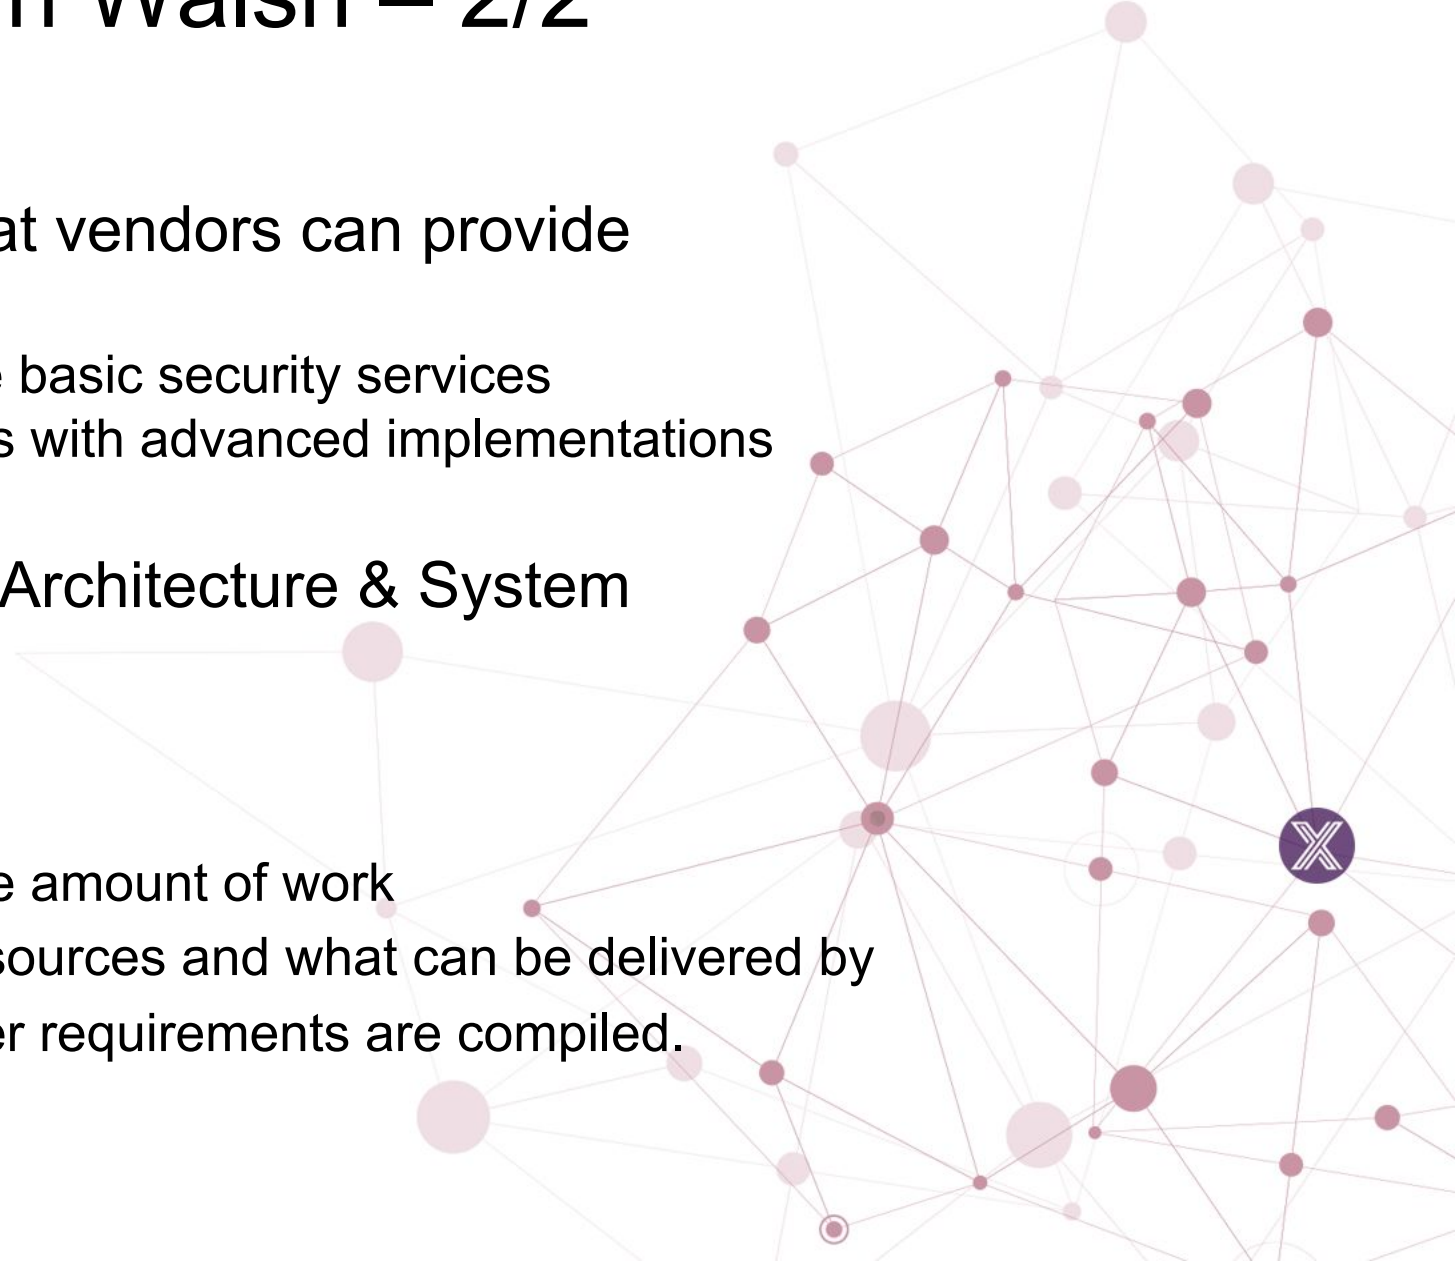 n Walsh – 2/2
at vendors can provide
e basic security services
s with advanced implementations
Architecture & System
e amount of work
sources and what can be delivered by
er requirements are compiled.